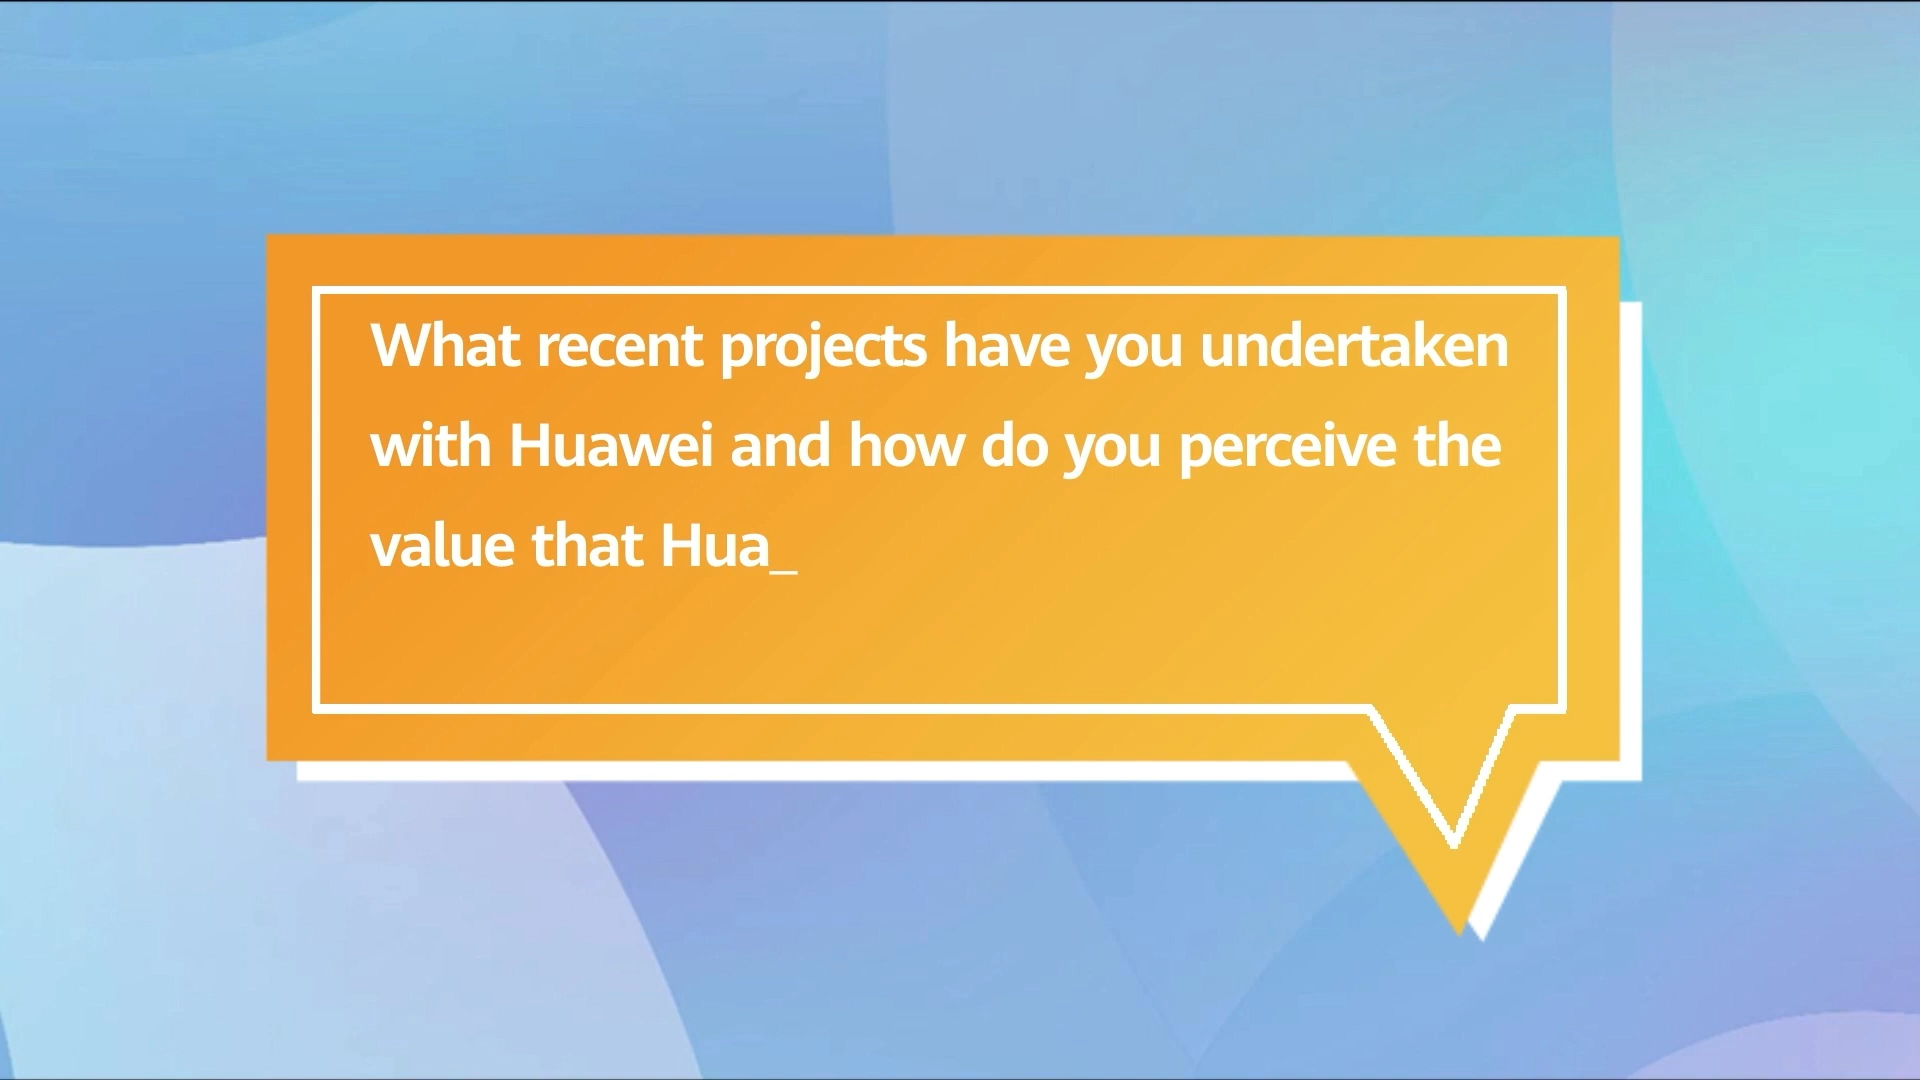 What recent projects have you undertaken
with Huawei and how do you perceive the
value that Hua_